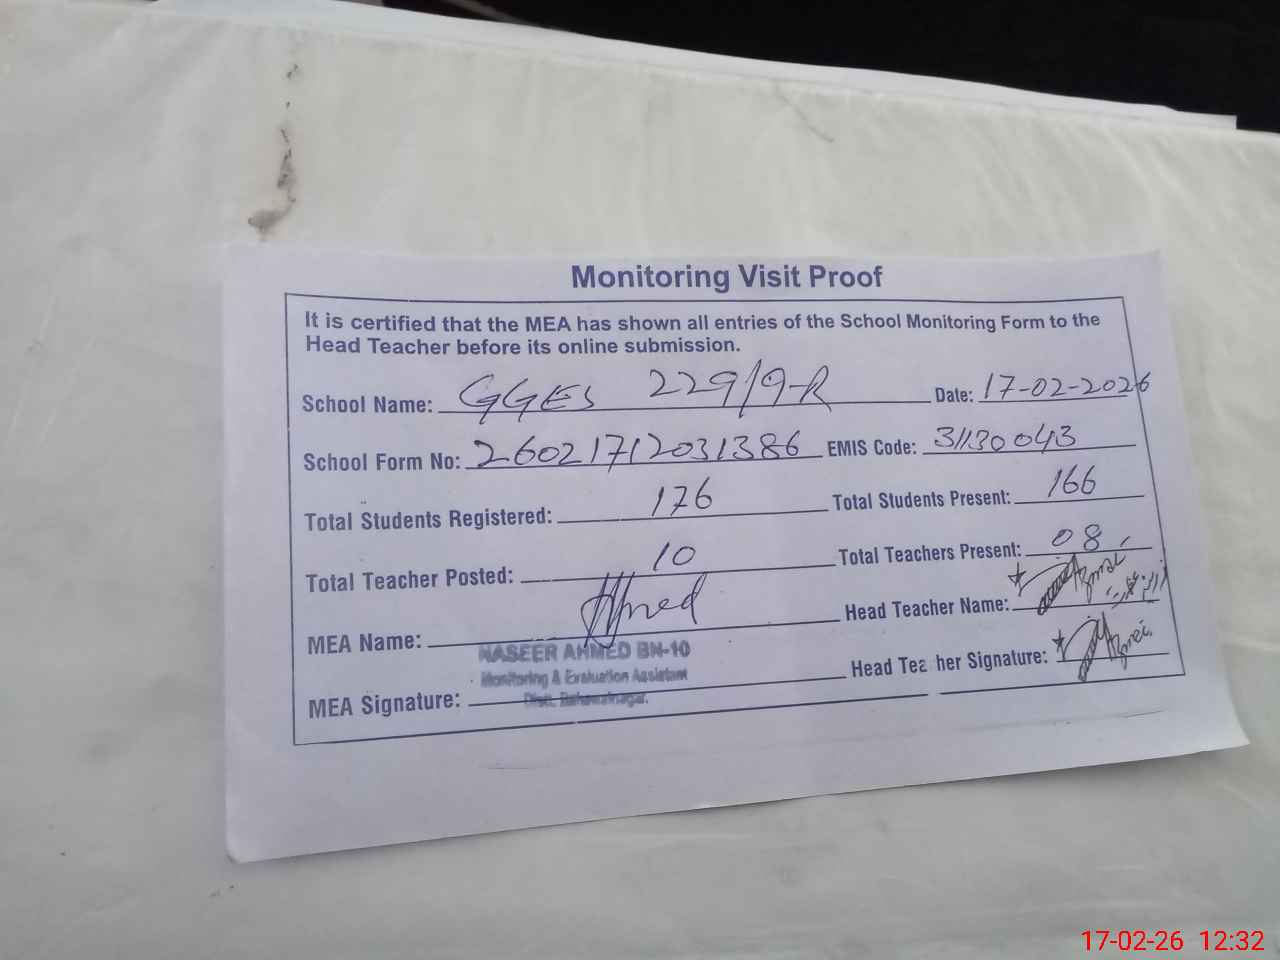 Monitoring Visit Proof
It is certified that the MEA has shown all entries of the School Monitoring Form to the
Head Teacher before its online submission.
School Name: GGES 229/9-R Date: 17-02-2026
School Form No: 26021712031386 EMIS Code: 31130043
Total Students Registered: 176 Total Students Present: 166
Total Teacher Posted: 10 Total Teachers Present: 08
MEA Name: Head Teacher Name:
NASEER AHMED BN-10
Monitoring & Evaluation Assistant
MEA Signature: Distt. Bahawalnagar. Head Teacher Signature:
17-02-26 12:32